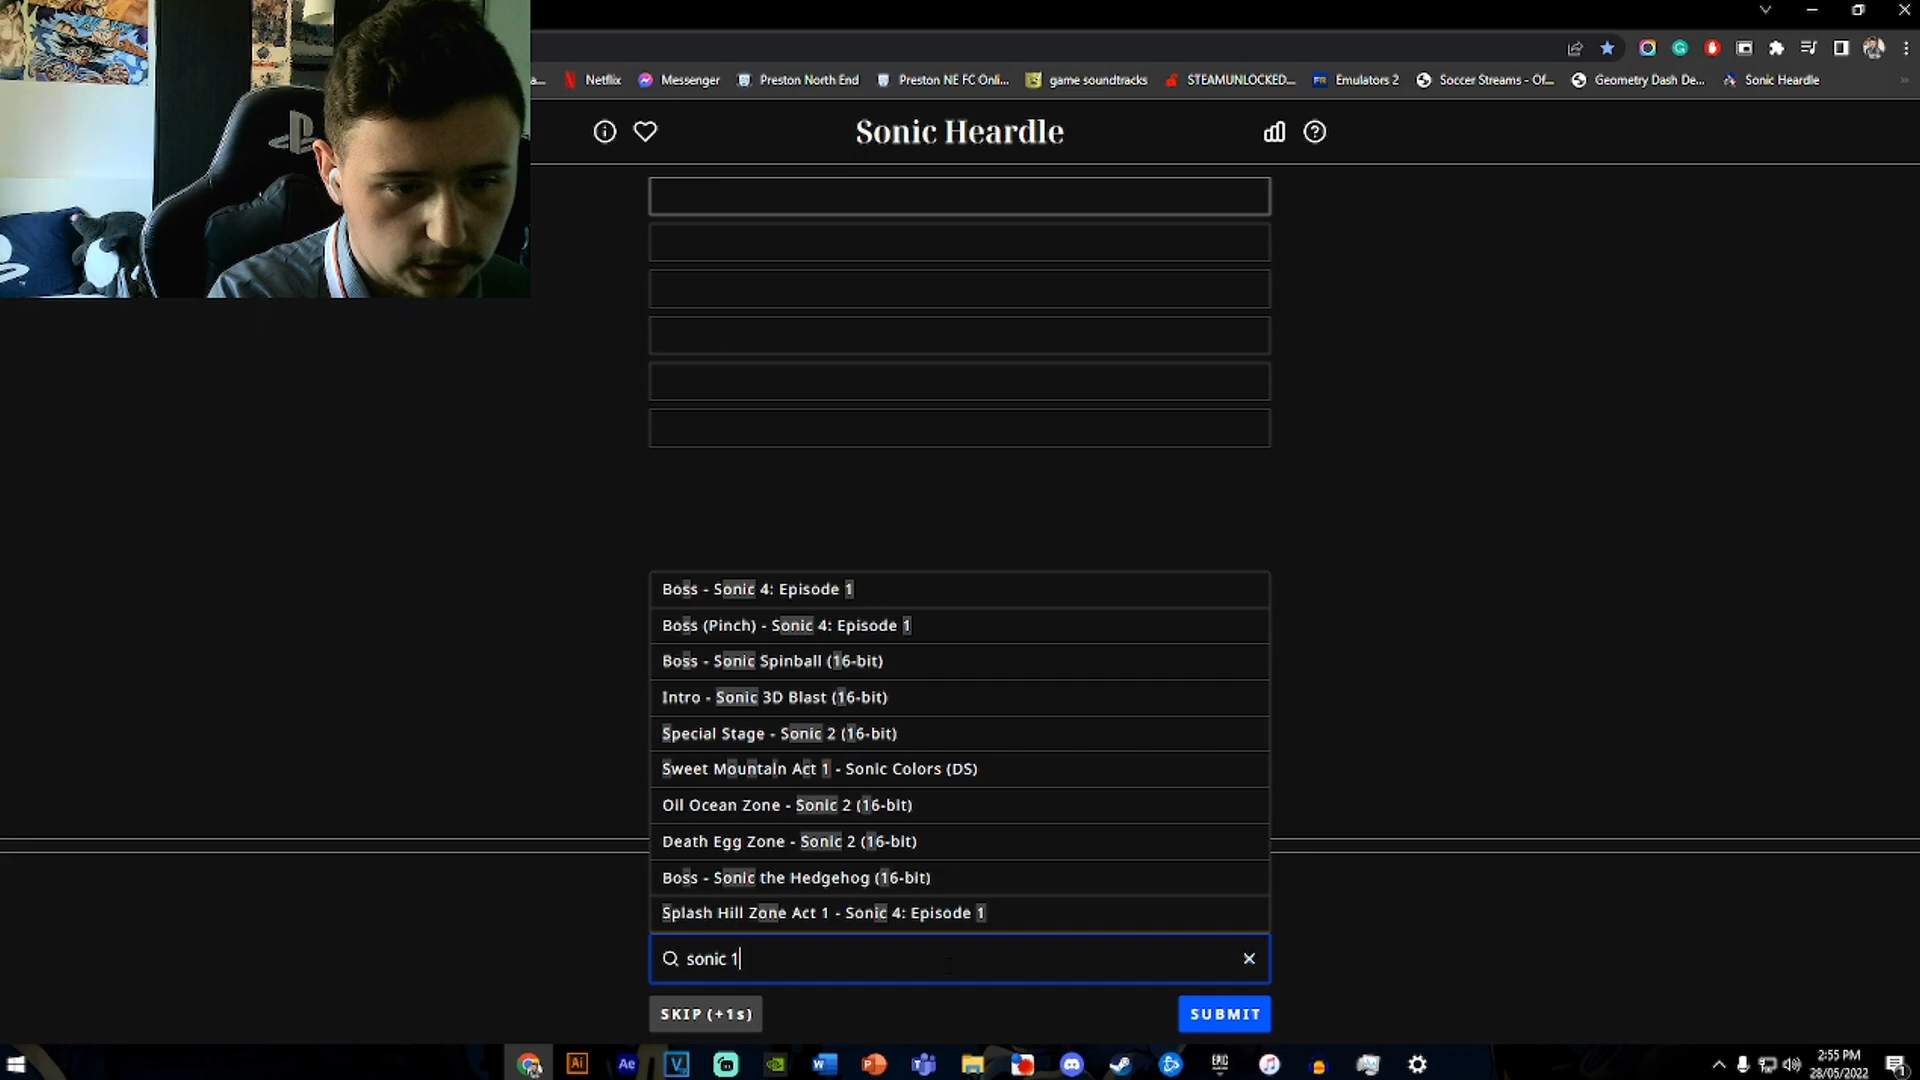 a...
Netflix
Messenger
Preston North End
Preston NE FC Onli...
game soundtracks
STEAMUNLOCKED...
Emulators 2
Soccer Streams - Of...
Geometry Dash De...
Sonic Heardle
Sonic Heardle
Boss - Sonic 4: Episode 1
Boss (Pinch) - Sonic 4: Episode 1
Boss - Sonic Spinball (16-bit)
Intro - Sonic 3D Blast (16-bit)
Special Stage - Sonic 2 (16-bit)
Sweet Mountain Act 1 - Sonic Colors (DS)
Oil Ocean Zone - Sonic 2 (16-bit)
Death Egg Zone - Sonic 2 (16-bit)
Boss - Sonic the Hedgehog (16-bit)
Splash Hill Zone Act 1 - Sonic 4: Episode 1
sonic 1
SKIP (+1s)
SUBMIT
Ai
Ae
EPIC
2:55 PM
28/05/2022